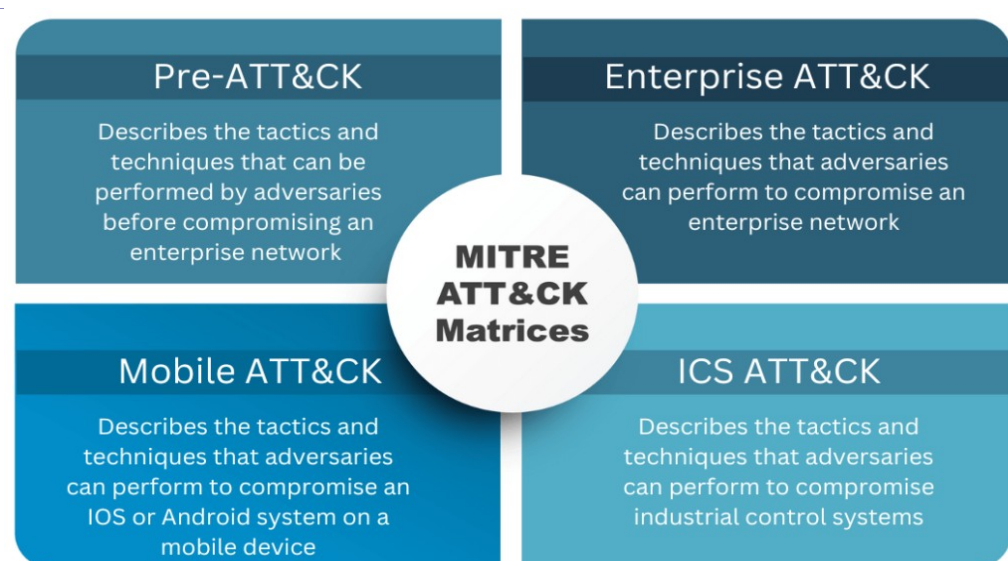 Pre-ATT&CK
Describes the tactics and
techniques that can be
performed by adversaries
before compromising an
enterprise network
Enterprise ATT&CK
Describes the tactics and
techniques that adversaries
can perform to compromise an
enterprise network
MITRE
ATT&CK
Matrices
Mobile ATT&CK
Describes the tactics and
techniques that adversaries
can perform to compromise an
IOS or Android system on a
mobile device
ICS ATT&CK
Describes the tactics and
techniques that adversaries
can perform to compromise
industrial control systems